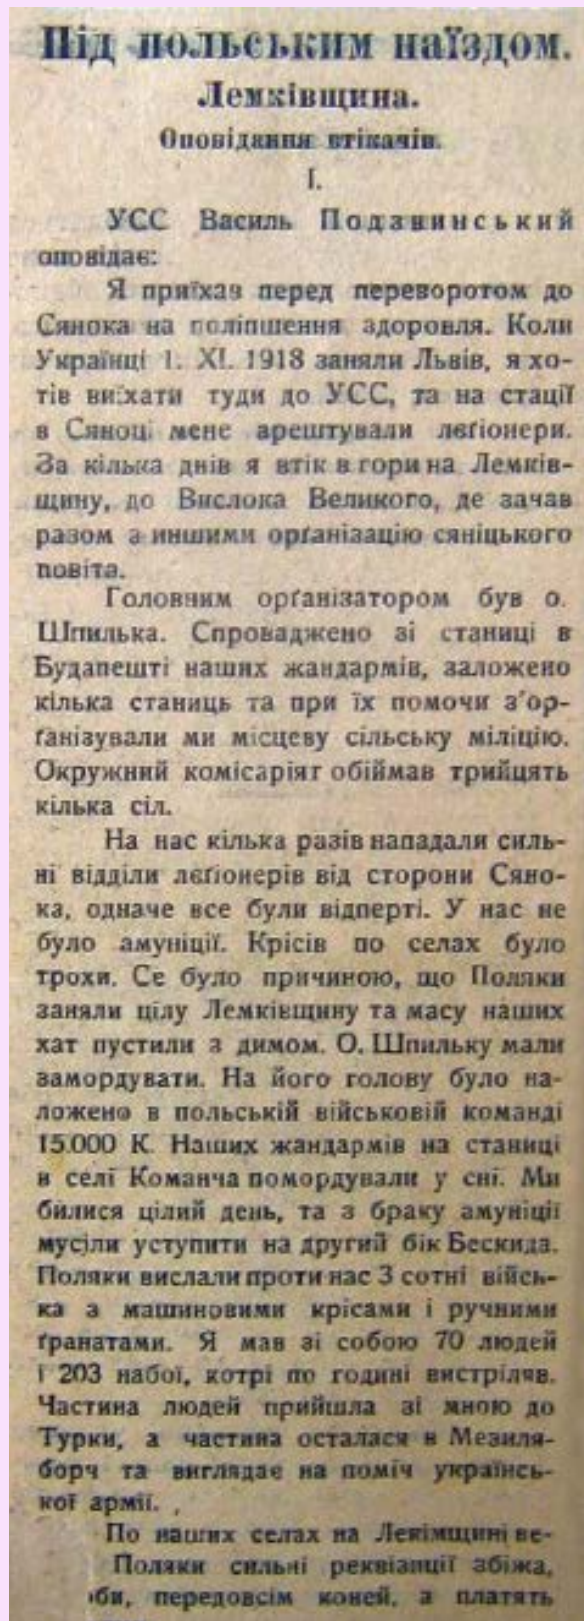 Під польським наїздом.
Лемківщина.
Оповідання втікачів.
І.
УСС Василь Подавинський
оповідає:
Я приїхав перед переворотом до
Сянока на поліпшення здоровля. Коли
Українці 1. XI. 1918 заняли Львів, я хо-
тів виїхати туди до УСС, та на стації
в Сяноці мене арештували лєґіонери.
За кілька днів я втік в гори на Лемків-
щину, до Вислока Великого, де зачав
разом з иншими орґанізацію сяніцького
повіта.
Головним орґанізатором був о.
Шпилька. Спроваджено зі станиці в
Будапешті наших жандармів, заложено
кілька станиць та при їх помочи з'ор-
ґанізували ми місцеву сільську міліцію.
Окружний комісаріят обіймав трийцять
кілька сіл.
На нас кілька разів нападали силь-
ні відділи лєґіонерів від сторони Сяно-
ка, одначе все були відперті. У нас не
було амуніції. Крісів по селах було
трохи. Се було причиною, що Поляки
заняли цілу Лемківщину та масу наших
хат пустили з димом. О. Шпильку мали
замордувати. На його голову було на-
ложено в польській військовій команді
15.000 К. Наших жандармів на станиці
в селі Команча помордували у сні. Ми
билися цілий день, та з браку амуніції
мусіли уступити на другий бік Бескида.
Поляки вислали проти нас 3 сотні війсь-
ка з машиновими крісами і ручними
ґранатами. Я мав зі собою 70 людей
і 203 набої, котрі по годині вистріляв.
Частина людей прийшла зі мною до
Турки, а частина осталася в Мезиля-
борч та виглядає на поміч українсь-
кої армії.
По наших селах на Лекімщині ве-
Поляки сильні реквізиції збіжа,
оби, передовсім коней, а платять